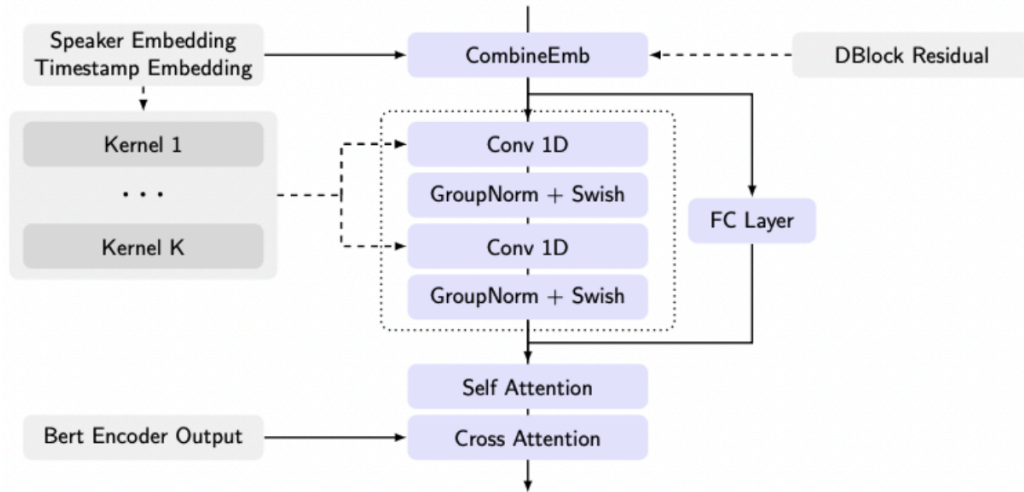 Speaker Embedding
Timestamp Embedding
CombineEmb
DBlock Residual
Kernel 1
. . .
Kernel K
Conv 1D
GroupNorm + Swish
Conv 1D
GroupNorm + Swish
FC Layer
Self Attention
Bert Encoder Output
Cross Attention